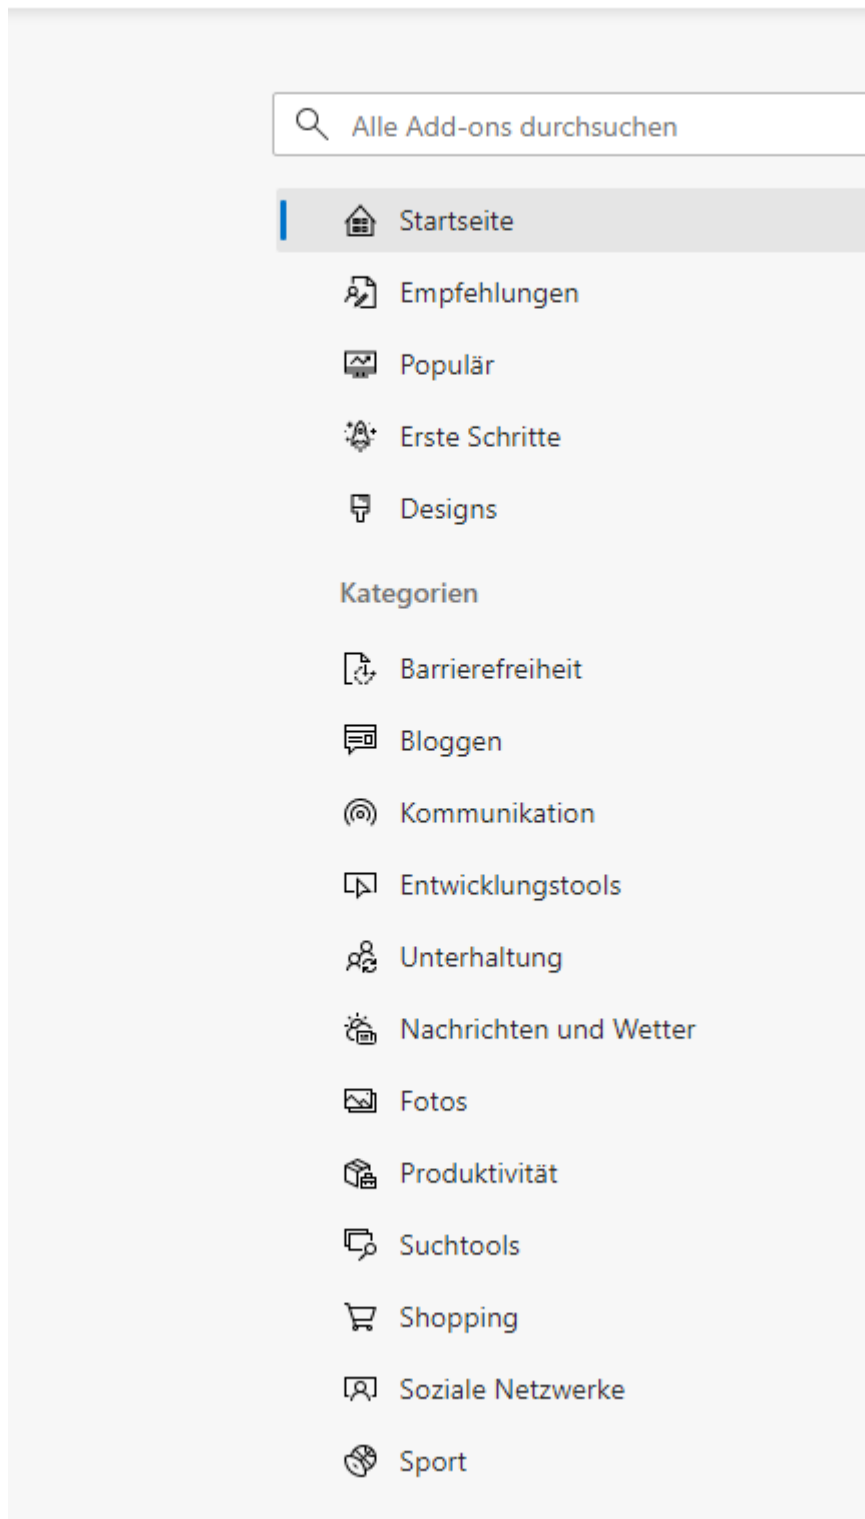 Alle Add-ons durchsuchen
Startseite
Empfehlungen
Populär
Erste Schritte
Designs
Kategorien
Barrierefreiheit
Bloggen
Kommunikation
Entwicklungstools
Unterhaltung
Nachrichten und Wetter
Fotos
Produktivität
Suchtools
Shopping
Soziale Netzwerke
Sport